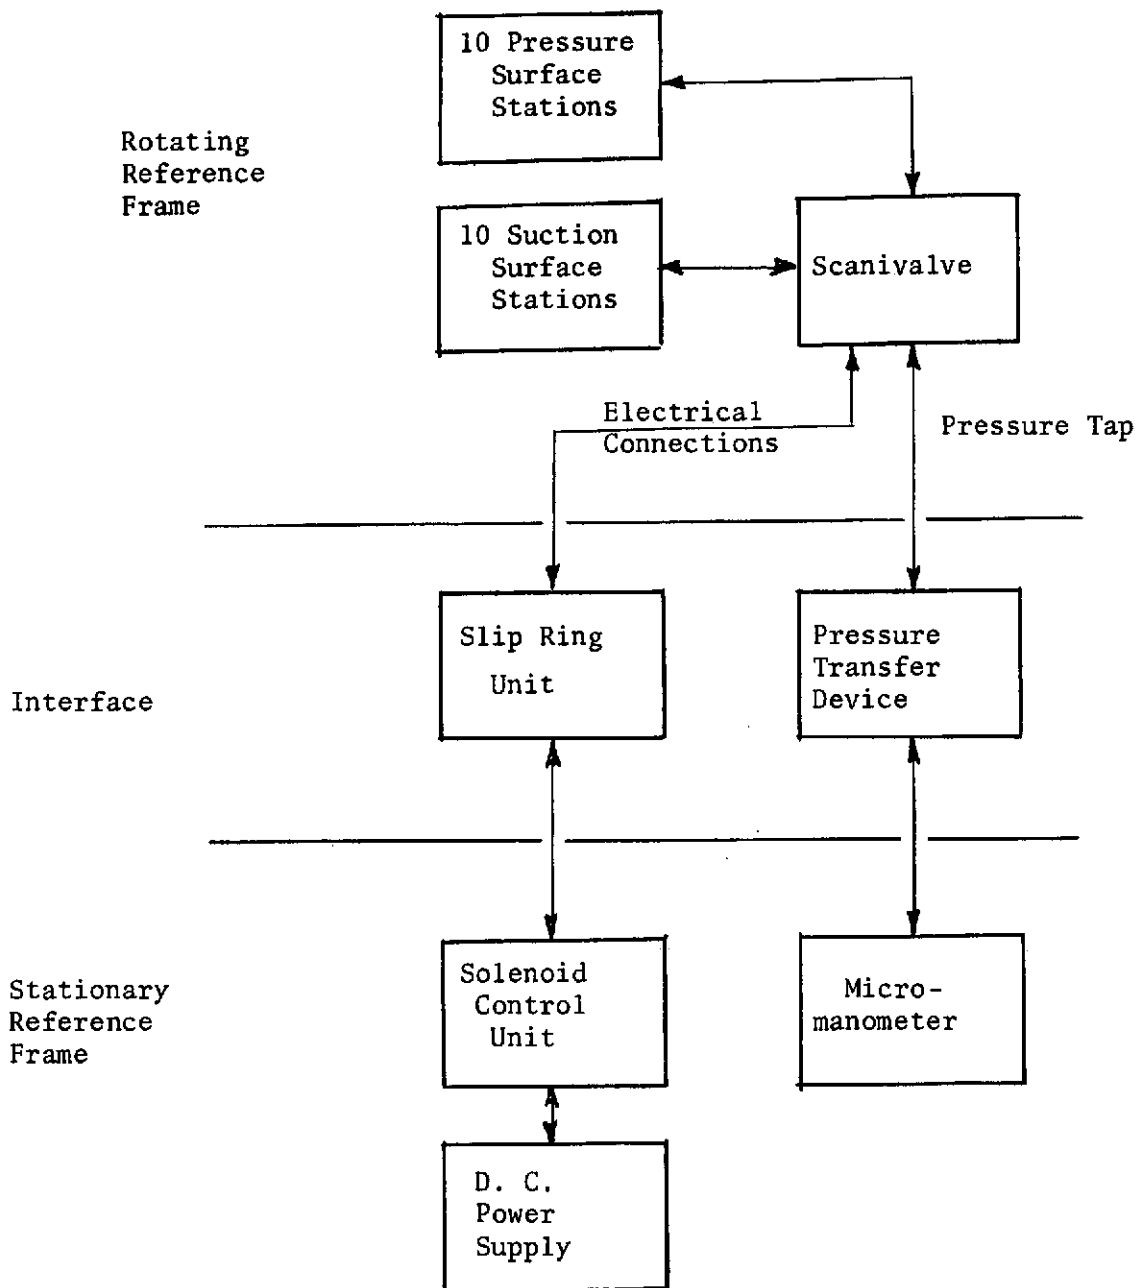 10 Pressure
Surface
Stations
Rotating
Reference
Frame
10 Suction
Surface
Stations
Scanivalve
Electrical
Connections
Pressure Tap
Slip Ring
Unit
Pressure
Transfer
Device
Interface
Solenoid
Control
Unit
Micro-
manometer
Stationary
Reference
Frame
D. C.
Power
Supply